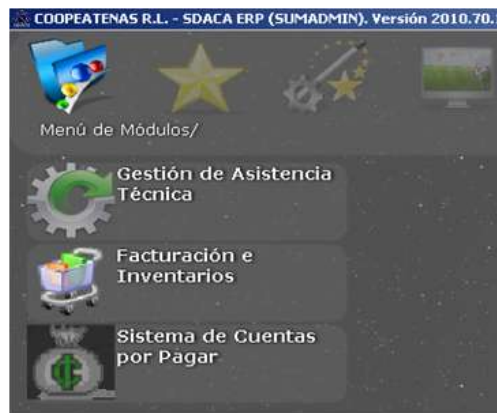 COOPEATENAS R.L. - SDACA ERP (SUMADMIN). Versión 2010.70.
Menú de Módulos/
Gestión de Asistencia
Técnica
Facturación e
Inventarios
Sistema de Cuentas
por Pagar